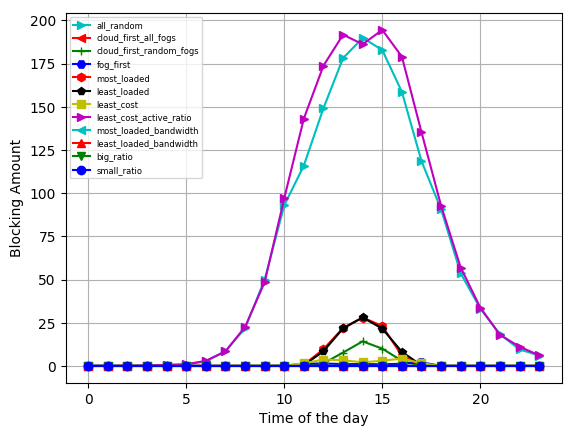 200
175
150
125
100
75
50
25
0
Blocking Amount
all_random
cloud_first_all_fogs
cloud_first_random_fogs
fog_first
most_loaded
least_loaded
least_cost
least_cost_active_ratio
most_loaded_bandwidth
least_loaded_bandwidth
big_ratio
small_ratio
0 5 10 15 20
Time of the day